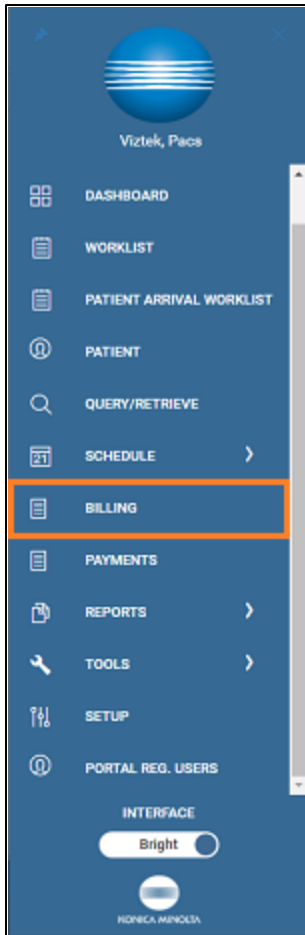 Viztek, Pacs
DASHBOARD
WORKLIST
PATIENT ARRIVAL WORKLIST
PATIENT
QUERY/RETRIEVE
21
SCHEDULE
BILLING
PAYMENTS
REPORTS
TOOLS
SETUP
PORTAL REG. USERS
INTERFACE
Bright
KONICA MINOLTA